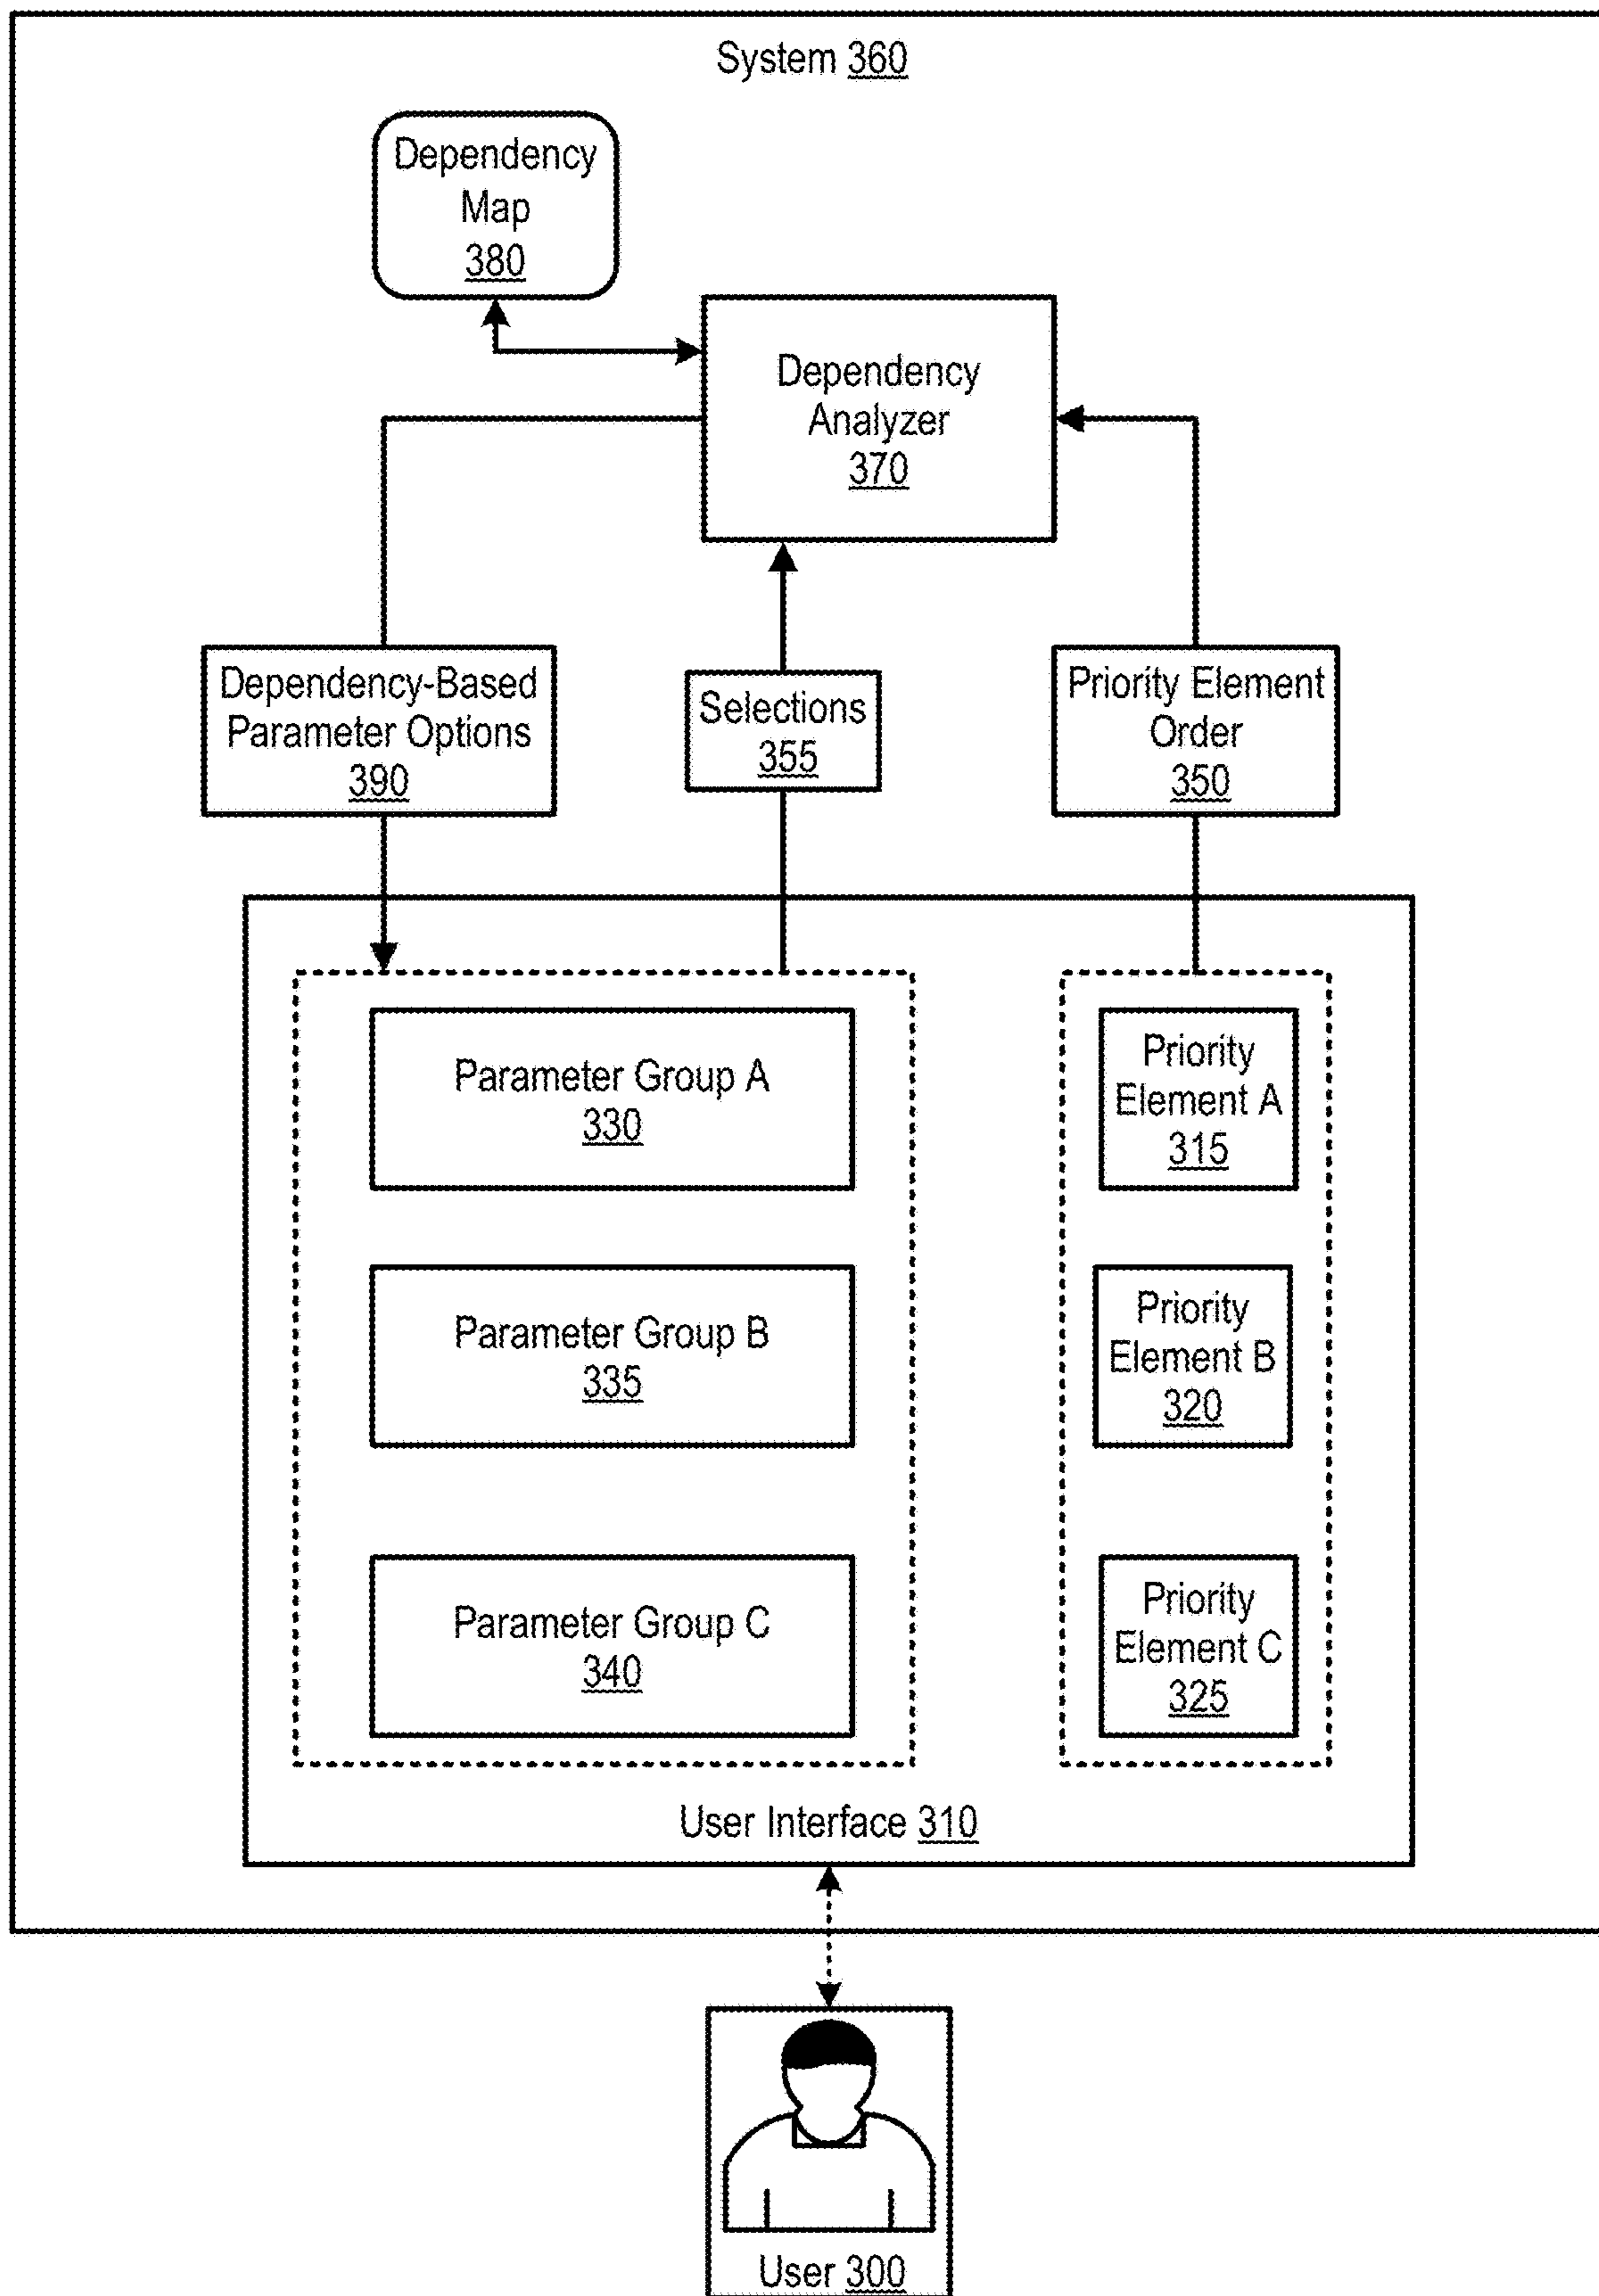 System 360
Dependency
Map
380
Dependency
Analyzer
370
Dependency-Based
Parameter Options
390
Selections
355
Priority Element
Order
350
Parameter Group A
330
Priority
Element A
315
Parameter Group B
335
Priority
Element B
320
Parameter Group C
340
Priority
Element C
325
User Interface 310
User 300